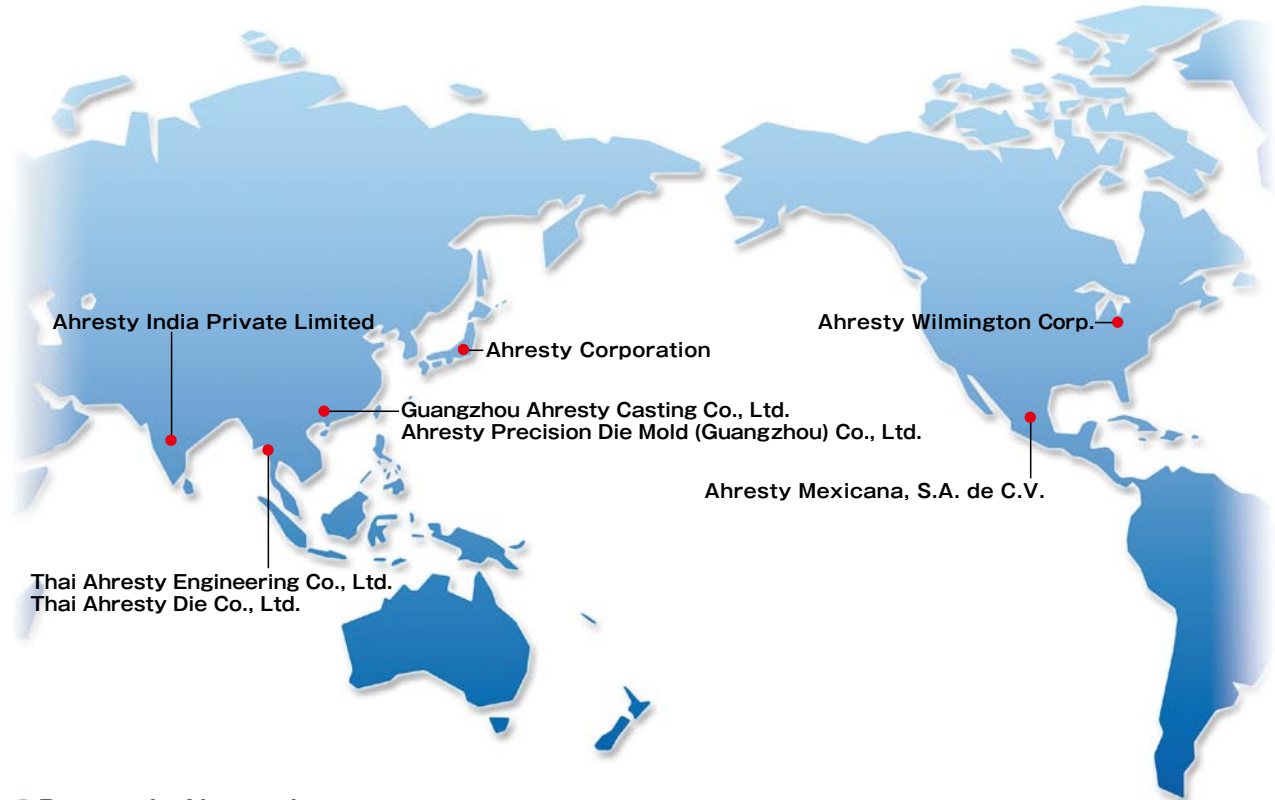 Ahresty India Private Limited
Ahresty Wilmington Corp.
Ahresty Corporation
Guangzhou Ahresty Casting Co., Ltd.
Ahresty Precision Die Mold (Guangzhou) Co., Ltd.
Ahresty Mexicana, S.A. de C.V.
Thai Ahresty Engineering Co., Ltd.
Thai Ahresty Die Co., Ltd.